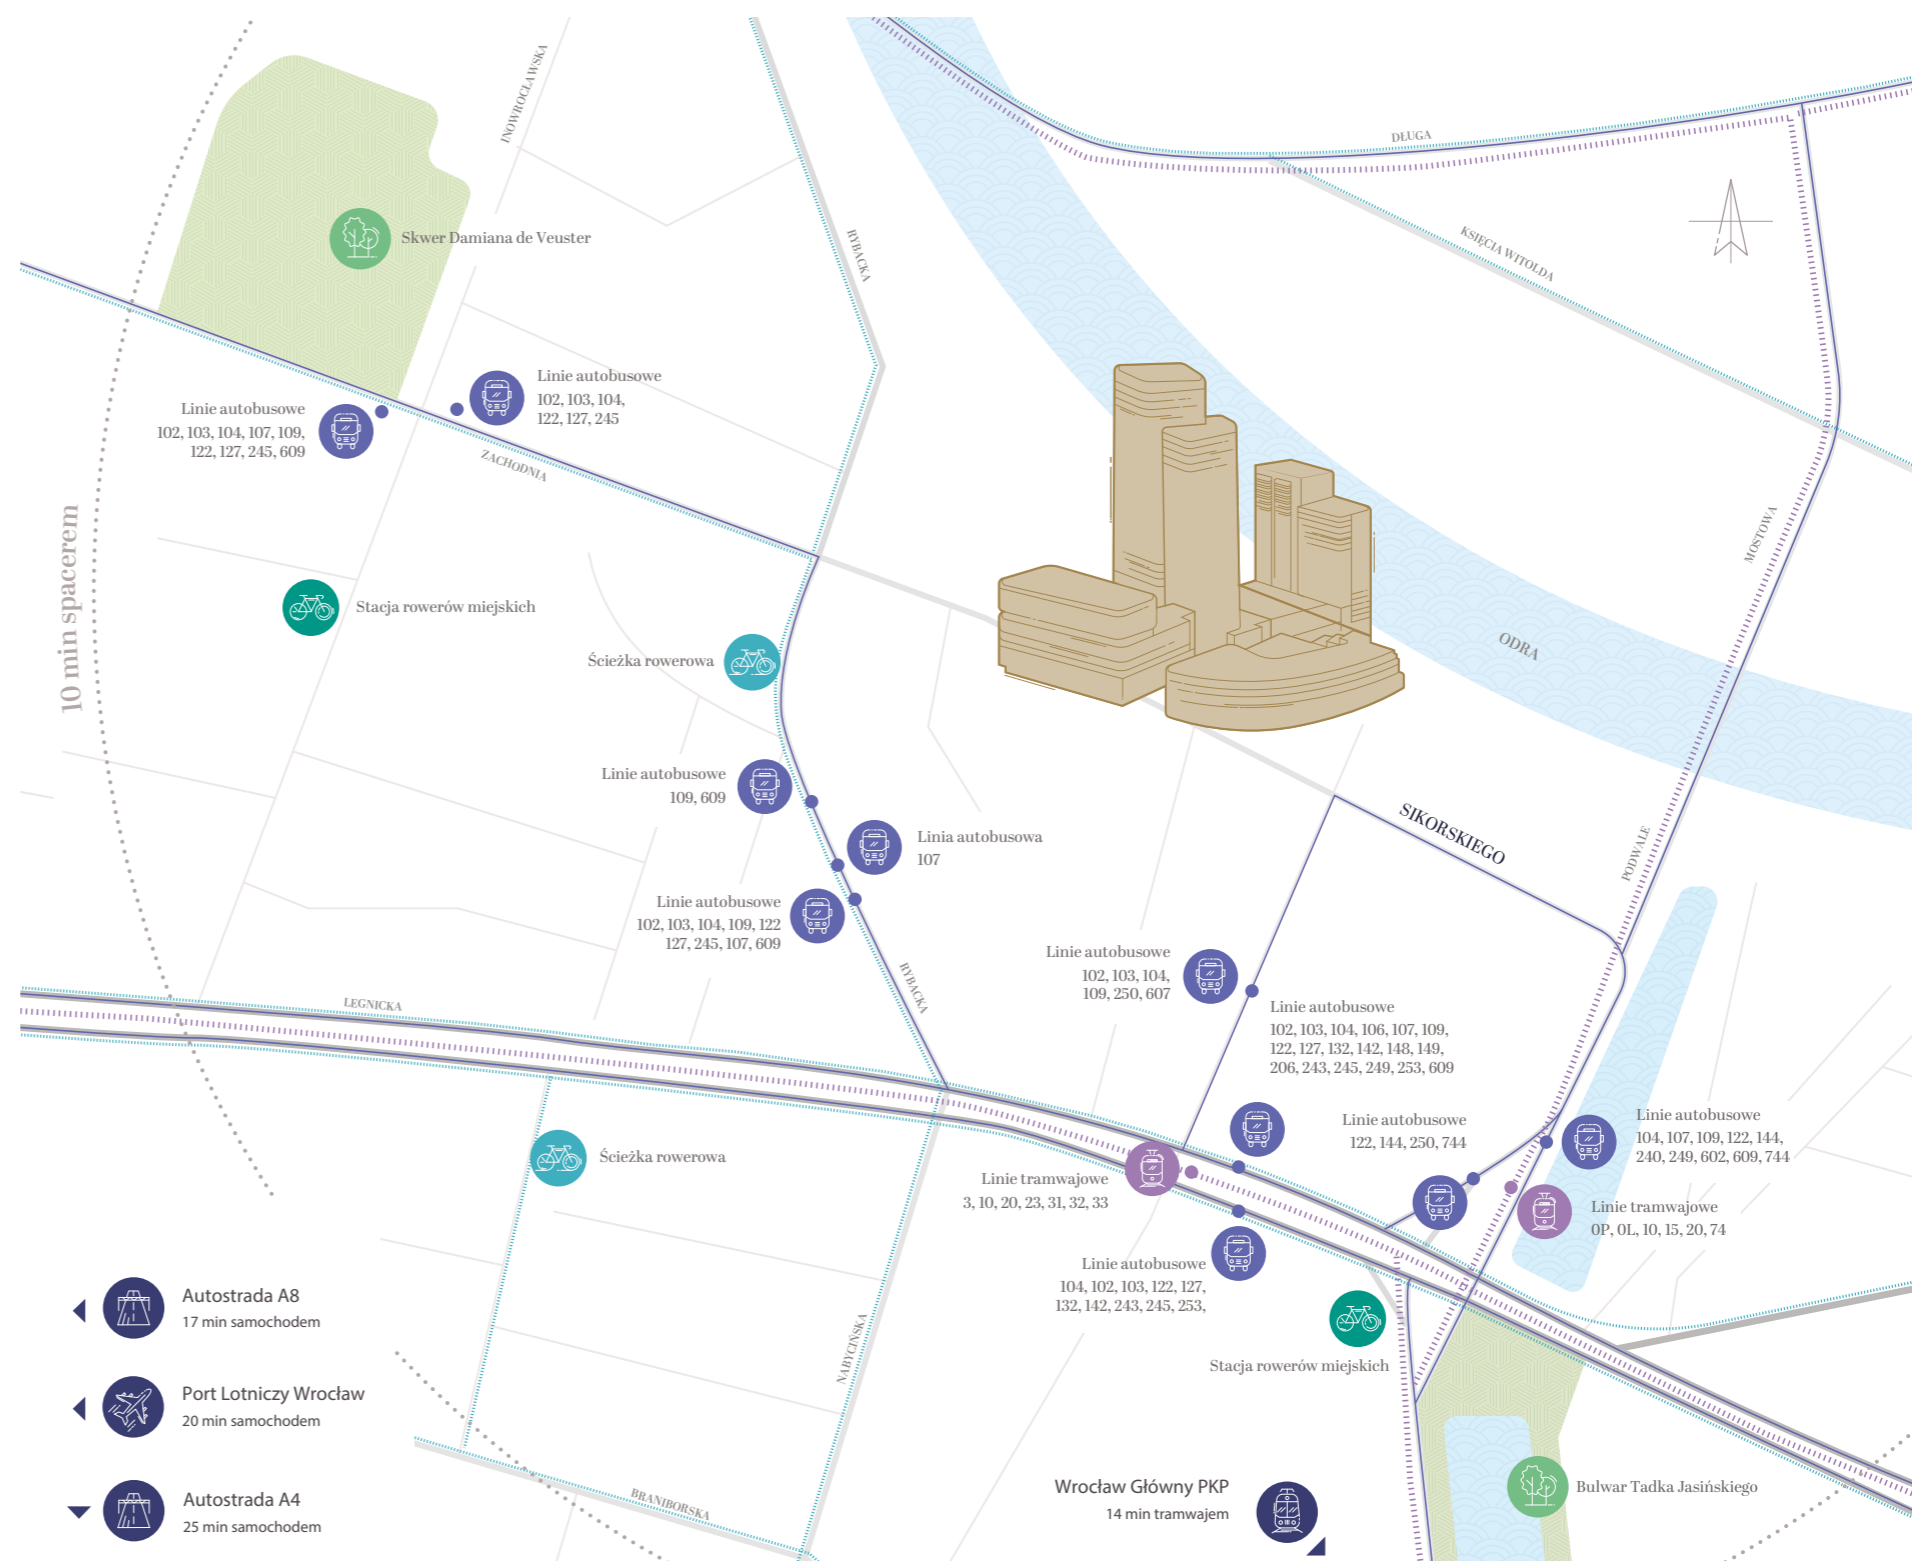 INOWROCŁAWSKA
DŁUGA
RYBACKA
KSIĘCIA WITOLDA
Skwer Damiana de Veuster
Linie autobusowe
102, 103, 104,
122, 127, 245
Linie autobusowe
102, 103, 104, 107, 109,
122, 127, 245, 609
ZACHODNIA
10 min spacerem
MOSTOWA
Stacja rowerów miejskich
Ścieżka rowerowa
ODRA
Linie autobusowe
109, 609
Linia autobusowa
107
SIKORSKIEGO
PODWALE
Linie autobusowe
102, 103, 104, 109, 122
127, 245, 107, 609
RYBACKA
Linie autobusowe
102, 103, 104,
109, 250, 607
LEGNICKA
Linie autobusowe
102, 103, 104, 106, 107, 109,
122, 127, 132, 142, 148, 149,
206, 243, 245, 249, 253, 609
Linie autobusowe
122, 144, 250, 744
Linie autobusowe
104, 107, 109, 122, 144,
240, 249, 602, 609, 744
Ścieżka rowerowa
Linie tramwajowe
3, 10, 20, 23, 31, 32, 33
Linie tramwajowe
0P, 0L, 10, 15, 20, 74
Linie autobusowe
104, 102, 103, 122, 127,
132, 142, 243, 245, 253,
Stacja rowerów miejskich
NABYCIŃSKA
Autostrada A8
17 min samochodem
Port Lotniczy Wrocław
20 min samochodem
Autostrada A4
25 min samochodem
BRANIBORSKA
Wrocław Główny PKP
14 min tramwajem
Bulwar Tadka Jasińskiego